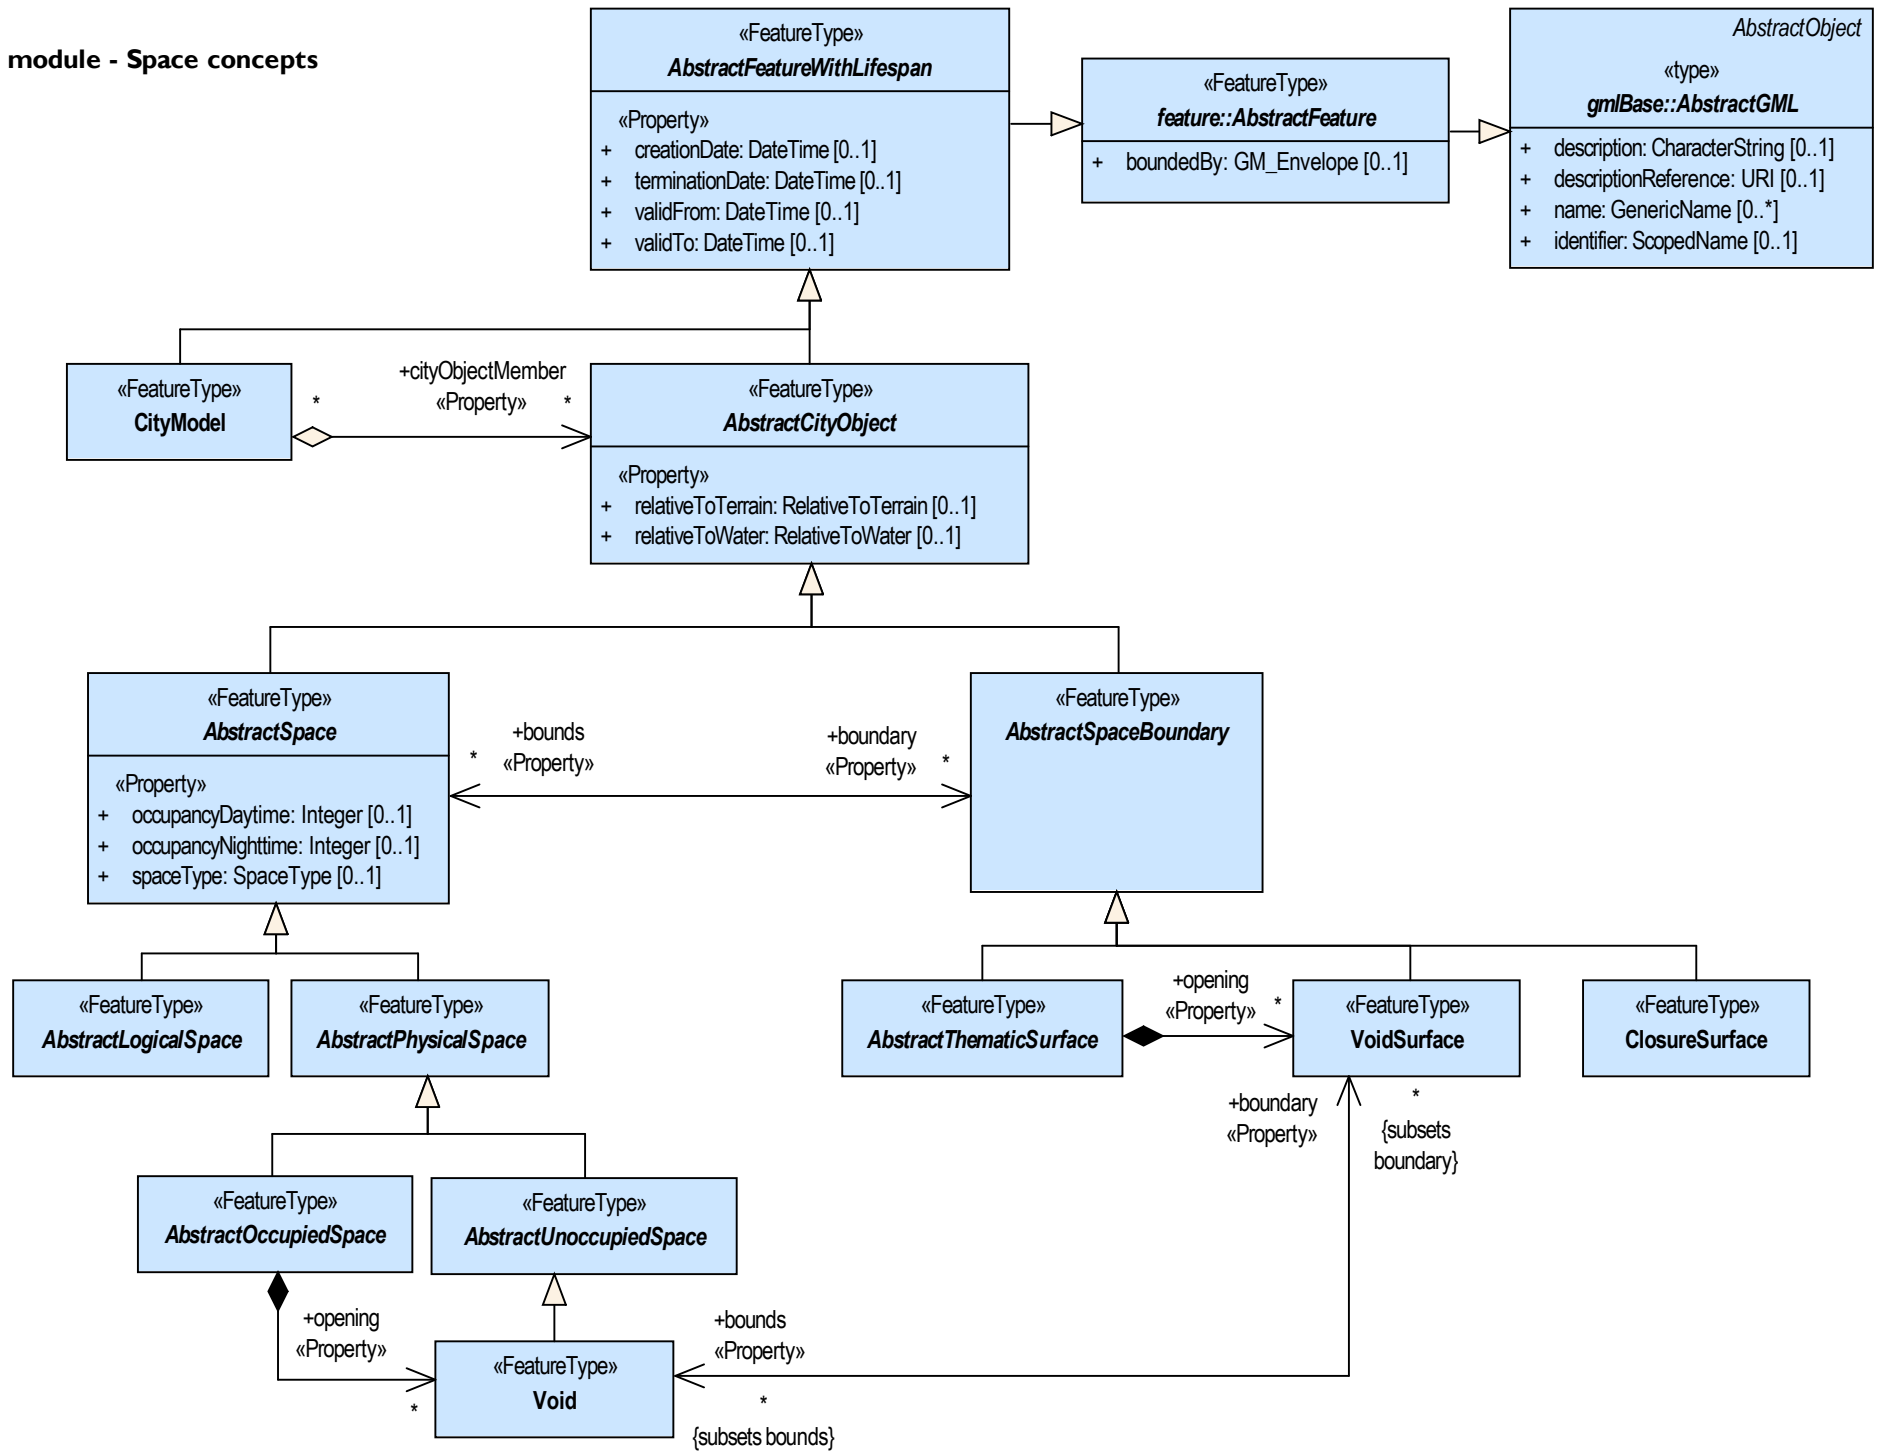 module - Space concepts
«FeatureType»
AbstractFeatureWithLifespan
«Property»
+ creationDate: DateTime [0..1]
+ terminationDate: DateTime [0..1]
+ validFrom: DateTime [0..1]
+ validTo: DateTime [0..1]
«FeatureType»
feature::AbstractFeature
+ boundedBy: GM_Envelope [0..1]
AbstractObject
«type»
gmlBase::AbstractGML
+ description: CharacterString [0..1]
+ descriptionReference: URI [0..1]
+ name: GenericName [0..*]
+ identifier: ScopedName [0..1]
«FeatureType»
CityModel
*
+cityObjectMember
«Property» *
«FeatureType»
AbstractCityObject
«Property»
+ relativeToTerrain: RelativeToTerrain [0..1]
+ relativeToWater: RelativeToWater [0..1]
«FeatureType»
AbstractSpace
«Property»
+ occupancyDaytime: Integer [0..1]
+ occupancyNighttime: Integer [0..1]
+ spaceType: SpaceType [0..1]
+bounds
* «Property»
+boundary
«Property» *
«FeatureType»
AbstractSpaceBoundary
«FeatureType»
AbstractLogicalSpace
«FeatureType»
AbstractPhysicalSpace
«FeatureType»
AbstractThematicSurface
+opening
«Property» *
«FeatureType»
VoidSurface
«FeatureType»
ClosureSurface
+boundary
«Property»
*
{subsets
boundary}
«FeatureType»
AbstractOccupiedSpace
«FeatureType»
AbstractUnoccupiedSpace
+opening
«Property»
*
«FeatureType»
Void
+bounds
«Property»
*
{subsets bounds}